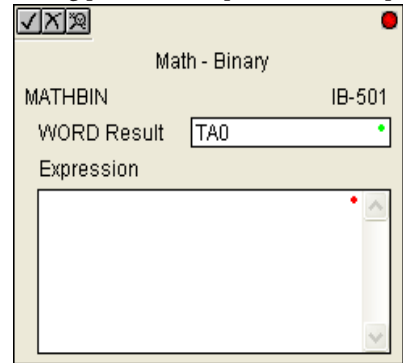 Math - Binary
MATHBIN IB-501
WORD Result TA0
Expression